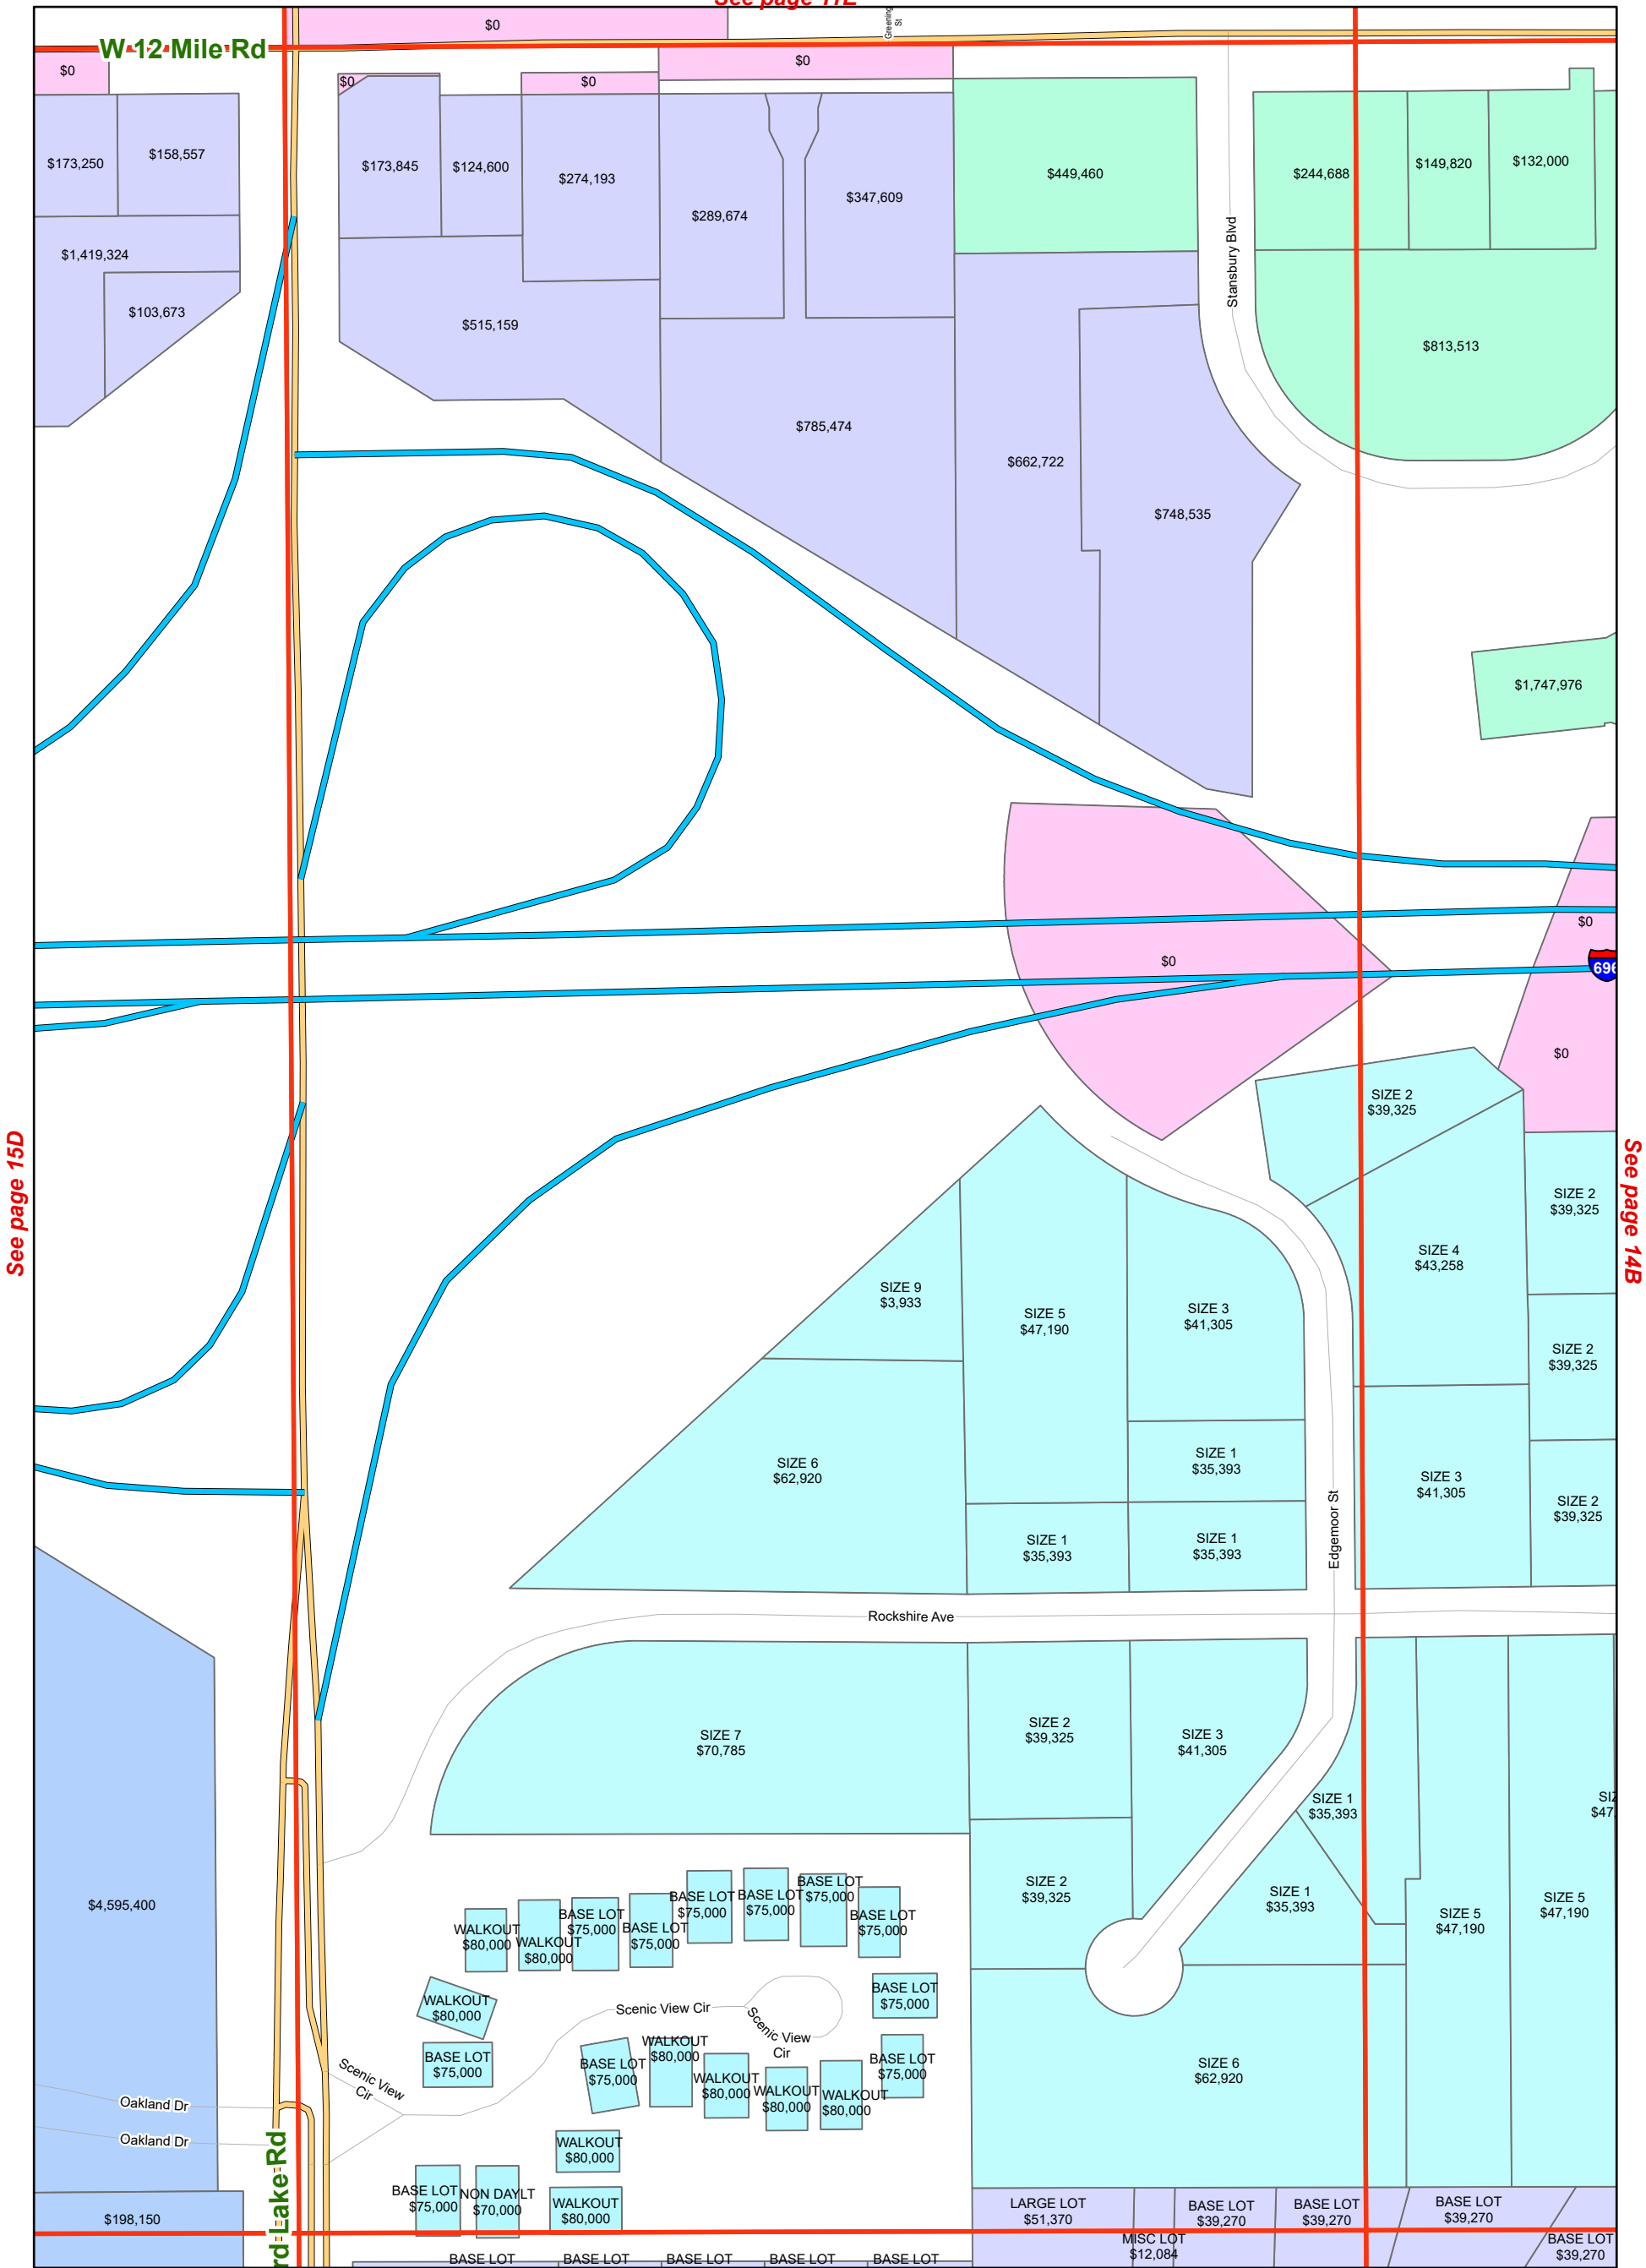 See page 11E
$0
Greening
St
W 12 Mile Rd
$0
$0
$0
$0
$173,250
$158,557
$173,845
$124,600
$274,193
$289,674
$347,609
$449,460
$244,688
$149,820
$132,000
$1,419,324
$103,673
$515,159
Stansbury Blvd
$813,513
$785,474
$662,722
$748,535
$1,747,976
$0
$0
696
$0
See page 15D
See page 14B
SIZE 2
$39,325
SIZE 2
$39,325
SIZE 4
$43,258
SIZE 9
$3,933
SIZE 5
$47,190
SIZE 3
$41,305
SIZE 2
$39,325
SIZE 6
$62,920
SIZE 1
$35,393
SIZE 3
$41,305
SIZE 2
$39,325
SIZE 1
$35,393
SIZE 1
$35,393
Edgemoor St
Rockshire Ave
SIZE 7
$70,785
SIZE 2
$39,325
SIZE 3
$41,305
SIZE 1
$35,393
SIZ
$47,
SIZE 2
$39,325
SIZE 1
$35,393
SIZE 5
$47,190
SIZE 5
$47,190
$4,595,400
WALKOUT
$80,000
WALKOUT
$80,000
BASE LOT
$75,000
BASE LOT
$75,000
BASE LOT
$75,000
BASE LOT
$75,000
BASE LOT
$75,000
BASE LOT
$75,000
BASE LOT
$75,000
WALKOUT
$80,000
Scenic View Cir
Scenic View
Cir
BASE LOT
$75,000
BASE LOT
$75,000
WALKOUT
$80,000
WALKOUT
$80,000
WALKOUT
$80,000
WALKOUT
$80,000
BASE LOT
$75,000
SIZE 6
$62,920
Scenic View
Cir
Oakland Dr
Oakland Dr
WALKOUT
$80,000
BASE LOT
$75,000
NON DAYLT
$70,000
WALKOUT
$80,000
rd Lake Rd
$198,150
LARGE LOT
$51,370
MISC LOT
$12,084
BASE LOT
$39,270
BASE LOT
$39,270
BASE LOT
$39,270
BASE LOT
$39,270
BASE LOT
BASE LOT
BASE LOT
BASE LOT
BASE LOT